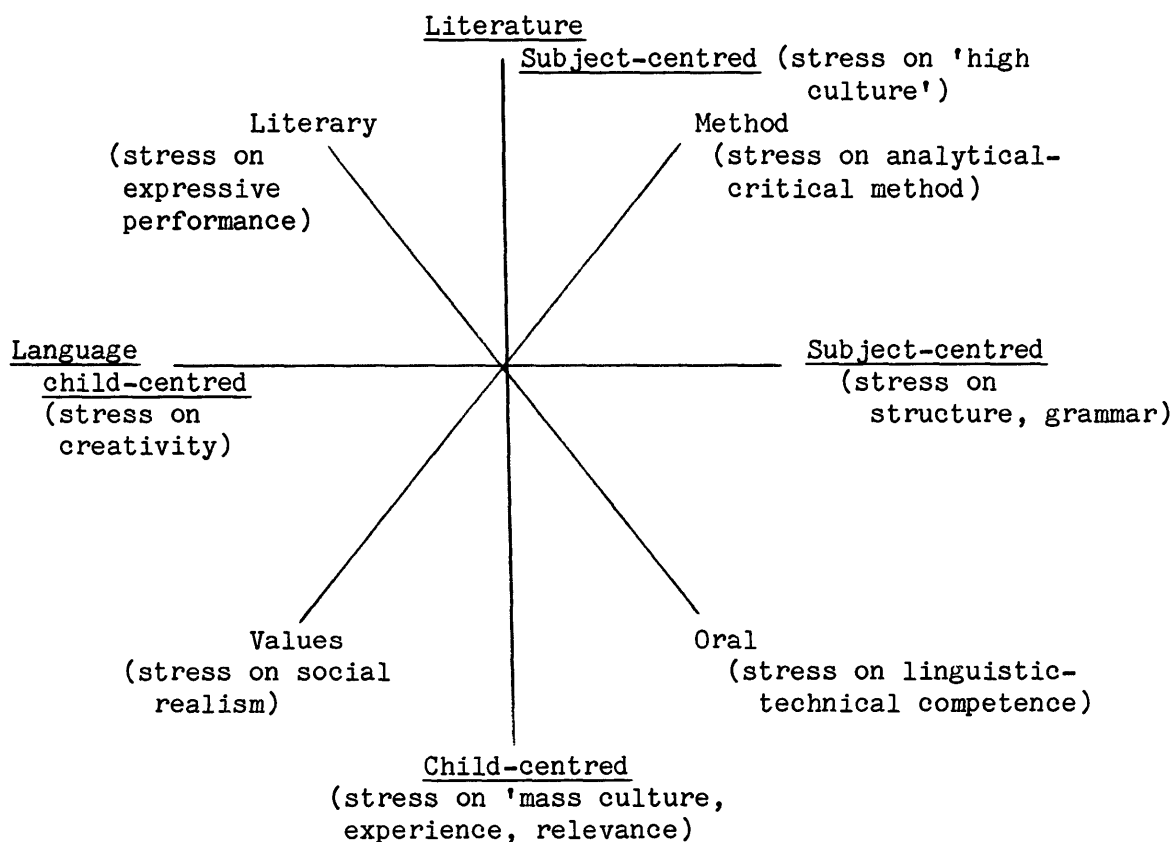 Literature
Subject-centred (stress on 'high
culture')
Literary
(stress on
expressive
performance)
Method
(stress on analytical-
critical method)
Language
child-centred
(stress on
creativity)
Subject-centred
(stress on
structure, grammar)
Values
(stress on social
realism)
Oral
(stress on linguistic-
technical competence)
Child-centred
(stress on 'mass culture,
experience, relevance)